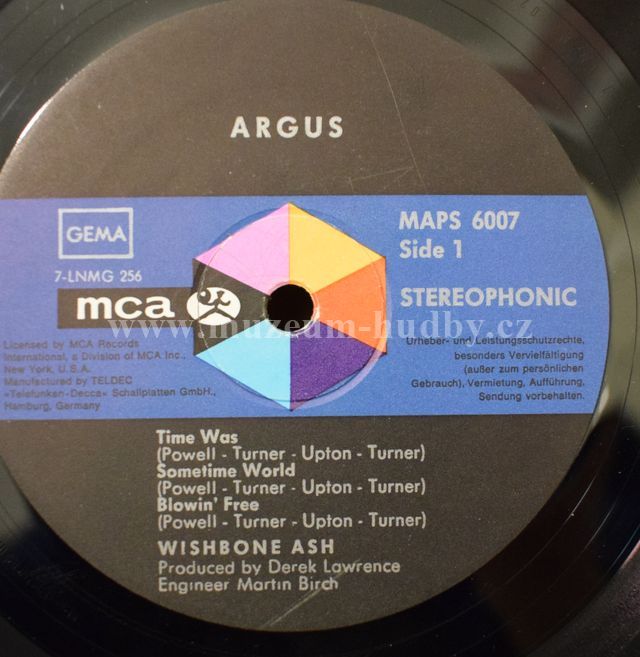 ARGUS
GEMA
7-LNMG 256
MAPS 6007
Side 1
mca
STEREOPHONIC
www.muzeum-hudby.cz
Licensed by MCA Records
International, a Division of MCA Inc.,
New York, U.S.A.
Manufactured by TELDEC
»Telefunken-Decca« Schallplatten GmbH.,
Hamburg, Germany
Urheber- und Leistungsschutzrechte,
besonders Vervielfältigung
(außer zum persönlichen
Gebrauch), Vermietung, Aufführung,
Sendung vorbehalten.
Time Was
(Powell - Turner - Upton - Turner)
Sometime World
(Powell - Turner - Upton - Turner)
Blowin' Free
(Powell - Turner - Upton - Turner)
WISHBONE ASH
Produced by Derek Lawrence
Engineer Martin Birch